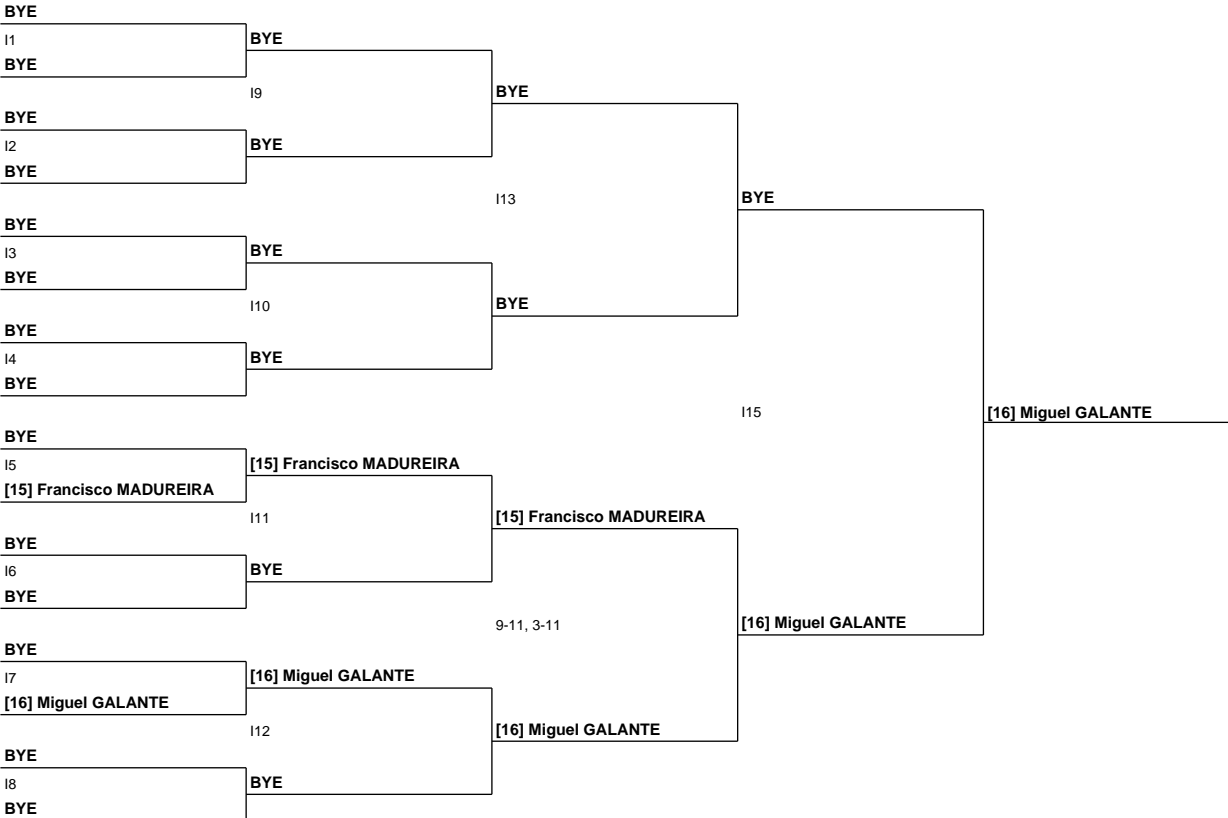 BYE
I1
BYE
BYE
I9
BYE
BYE
I2
BYE
BYE
I13
BYE
BYE
I3
BYE
BYE
I10
BYE
BYE
I4
BYE
BYE
I15
[16] Miguel GALANTE
BYE
I5
[15] Francisco MADUREIRA
[15] Francisco MADUREIRA
I11
[15] Francisco MADUREIRA
BYE
I6
BYE
BYE
9-11, 3-11
[16] Miguel GALANTE
BYE
I7
[16] Miguel GALANTE
[16] Miguel GALANTE
I12
[16] Miguel GALANTE
BYE
I8
BYE
BYE